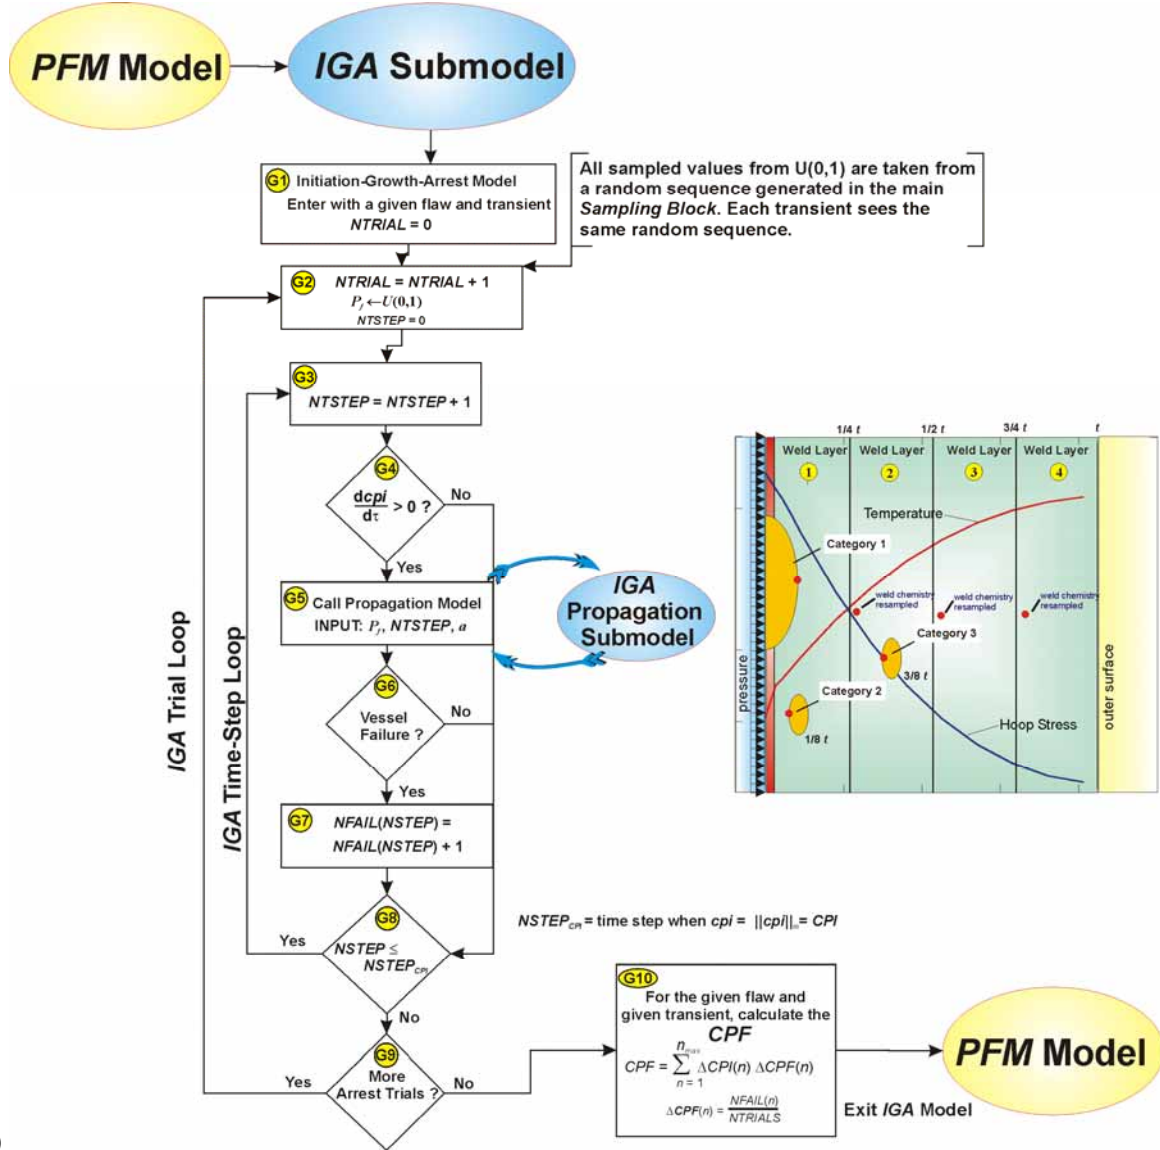 PFM Model
IGA Submodel
G1 Initiation-Growth-Arrest Model
Enter with a given flaw and transient
NTRIAL = 0
All sampled values from U(0,1) are taken from
a random sequence generated in the main
Sampling Block. Each transient sees the
same random sequence.
G2 NTRIAL = NTRIAL + 1
P_f ← U(0,1)
NTSTEP = 0
G3
NTSTEP = NTSTEP + 1
G4
dcpi
dτ > 0 ?
No
Yes
G5 Call Propagation Model
INPUT: P_f, NTSTEP, a
IGA
Propagation
Submodel
G6
Vessel
Failure ?
No
Yes
G7 NFAIL(NSTEP) =
NFAIL(NSTEP) + 1
G8
NSTEP ≤
NSTEP_CPI
Yes
No
G9
More
Arrest Trials ?
Yes
No
IGA Trial Loop
IGA Time-Step Loop
1/4 t
1/2 t
3/4 t
t
Weld Layer
1
Weld Layer
2
Weld Layer
3
Weld Layer
4
Temperature
Category 1
weld chemistry
resampled
weld chemistry
resampled
weld chemistry
resampled
Category 3
3/8 t
Category 2
1/8 t
Hoop Stress
pressure
outer surface
NSTEP_CPI = time step when cpi = ||cpi||_∞ = CPI
G10
For the given flaw and
given transient, calculate the
CPF
n_max
CPF = ∑ ΔCPI(n) ΔCPF(n)
n = 1
ΔCPF(n) = NFAIL(n)
NTRIALS
PFM Model
Exit IGA Model
)